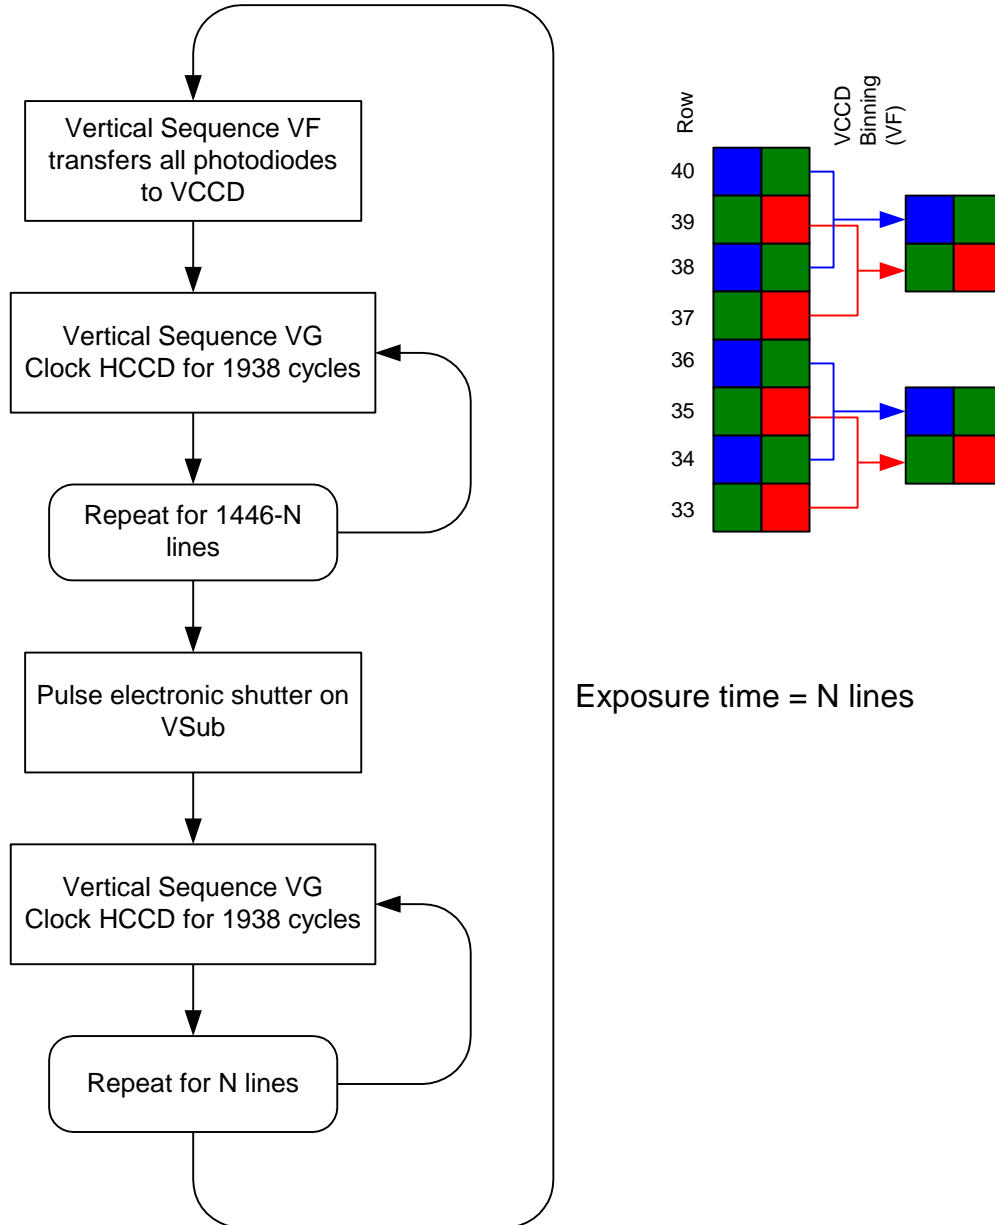 Vertical Sequence VF
transfers all photodiodes
to VCCD
Vertical Sequence VG
Clock HCCD for 1938 cycles
Repeat for 1446-N
lines
Pulse electronic shutter on
VSub
Vertical Sequence VG
Clock HCCD for 1938 cycles
Repeat for N lines
Row
VCCD
Binning
(VF)
40
39
38
37
36
35
34
33
Exposure time = N lines